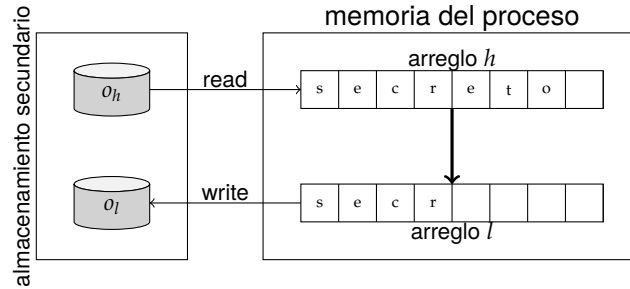 memoria del proceso
almacenamiento secundario
arreglo h
o_h
read
s e c r e t o
o_l
write
s e c r
arreglo l